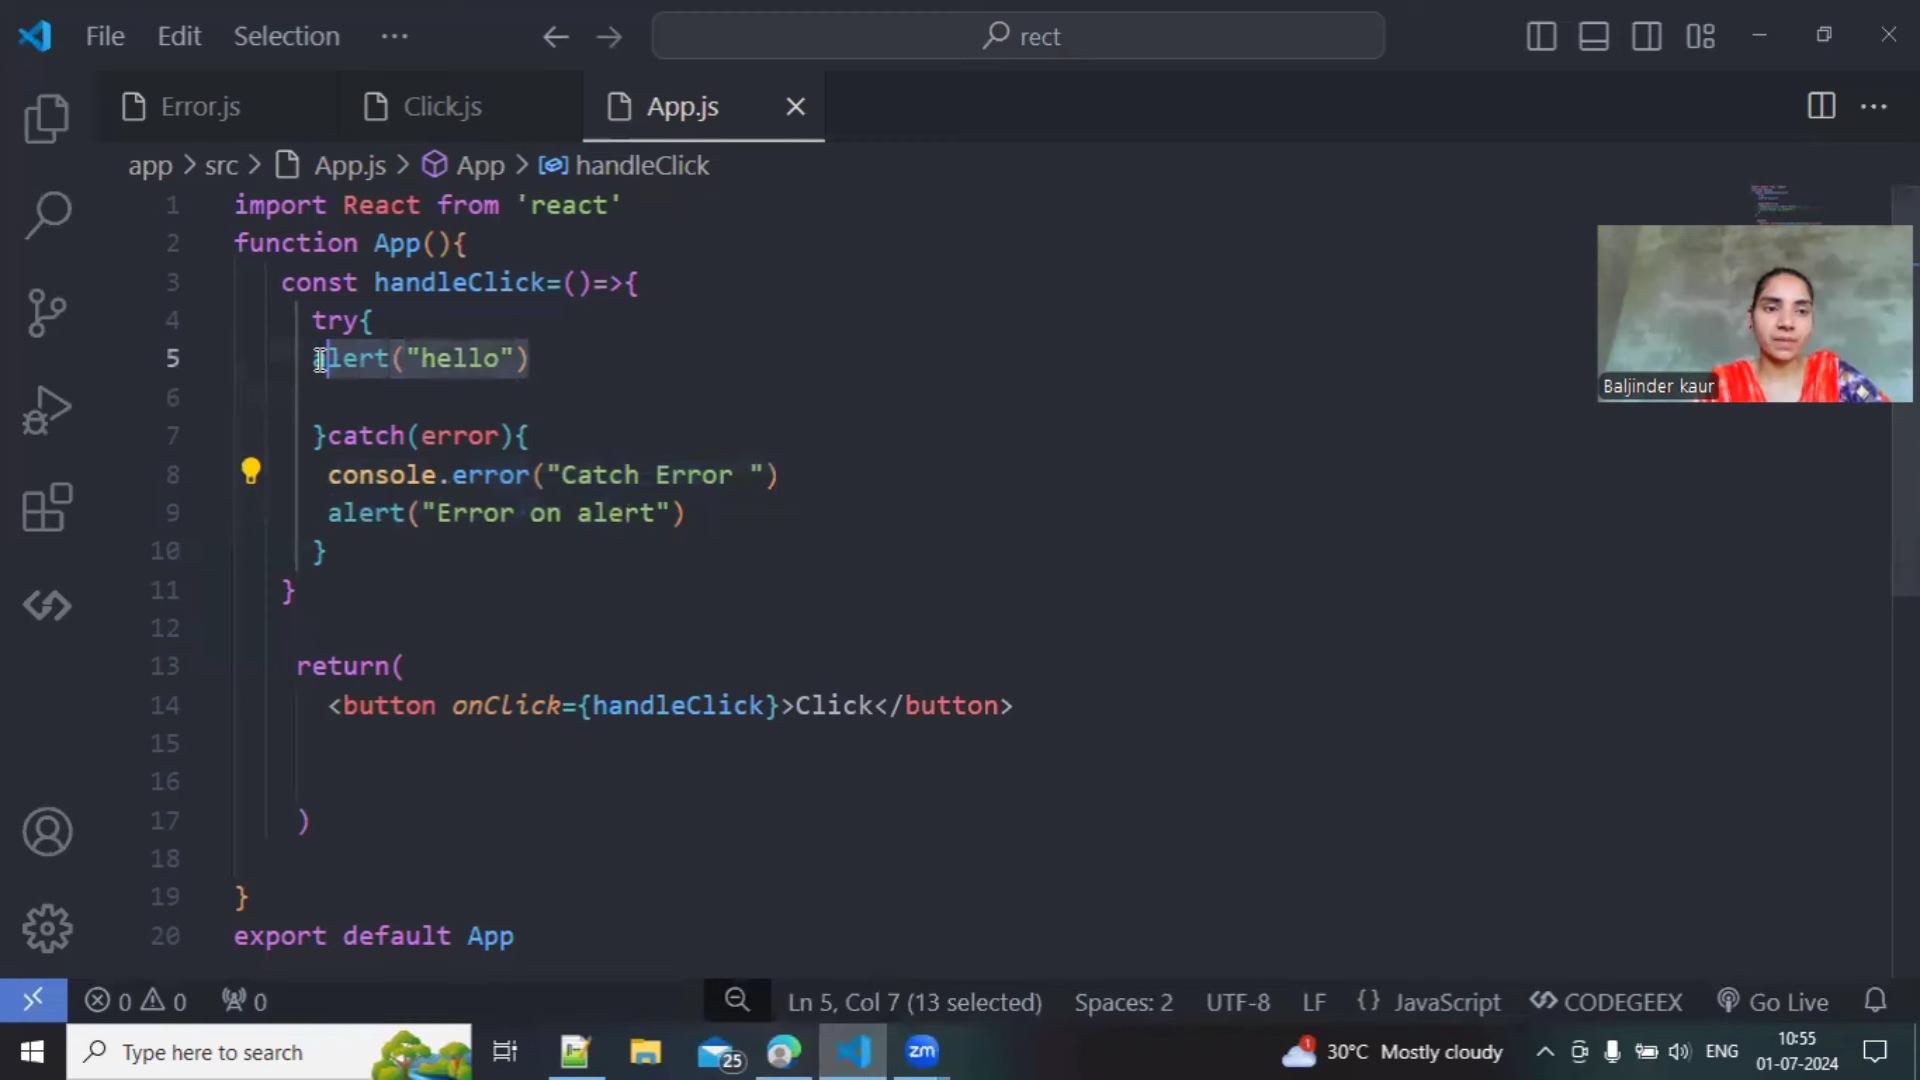 File Edit Selection ···
rect
Error.js
Click.js
App.js
app > src > App.js > App > handleClick
1 import React from 'react'
2 function App(){
3 const handleClick=()=>{
4 try{
5 alert("hello")
6
7 }catch(error){
8 console.error("Catch Error ")
9 alert("Error on alert")
10 }
11 }
12
13 return(
14 <button onClick={handleClick}>Click</button>
15
16
17 )
18
19 }
20 export default App
Baljinder kaur
0 0 0
Ln 5, Col 7 (13 selected) Spaces: 2 UTF-8 LF {} JavaScript CODEGEEX Go Live
Type here to search
25
zm
1
30°C Mostly cloudy
ENG
10:55
01-07-2024